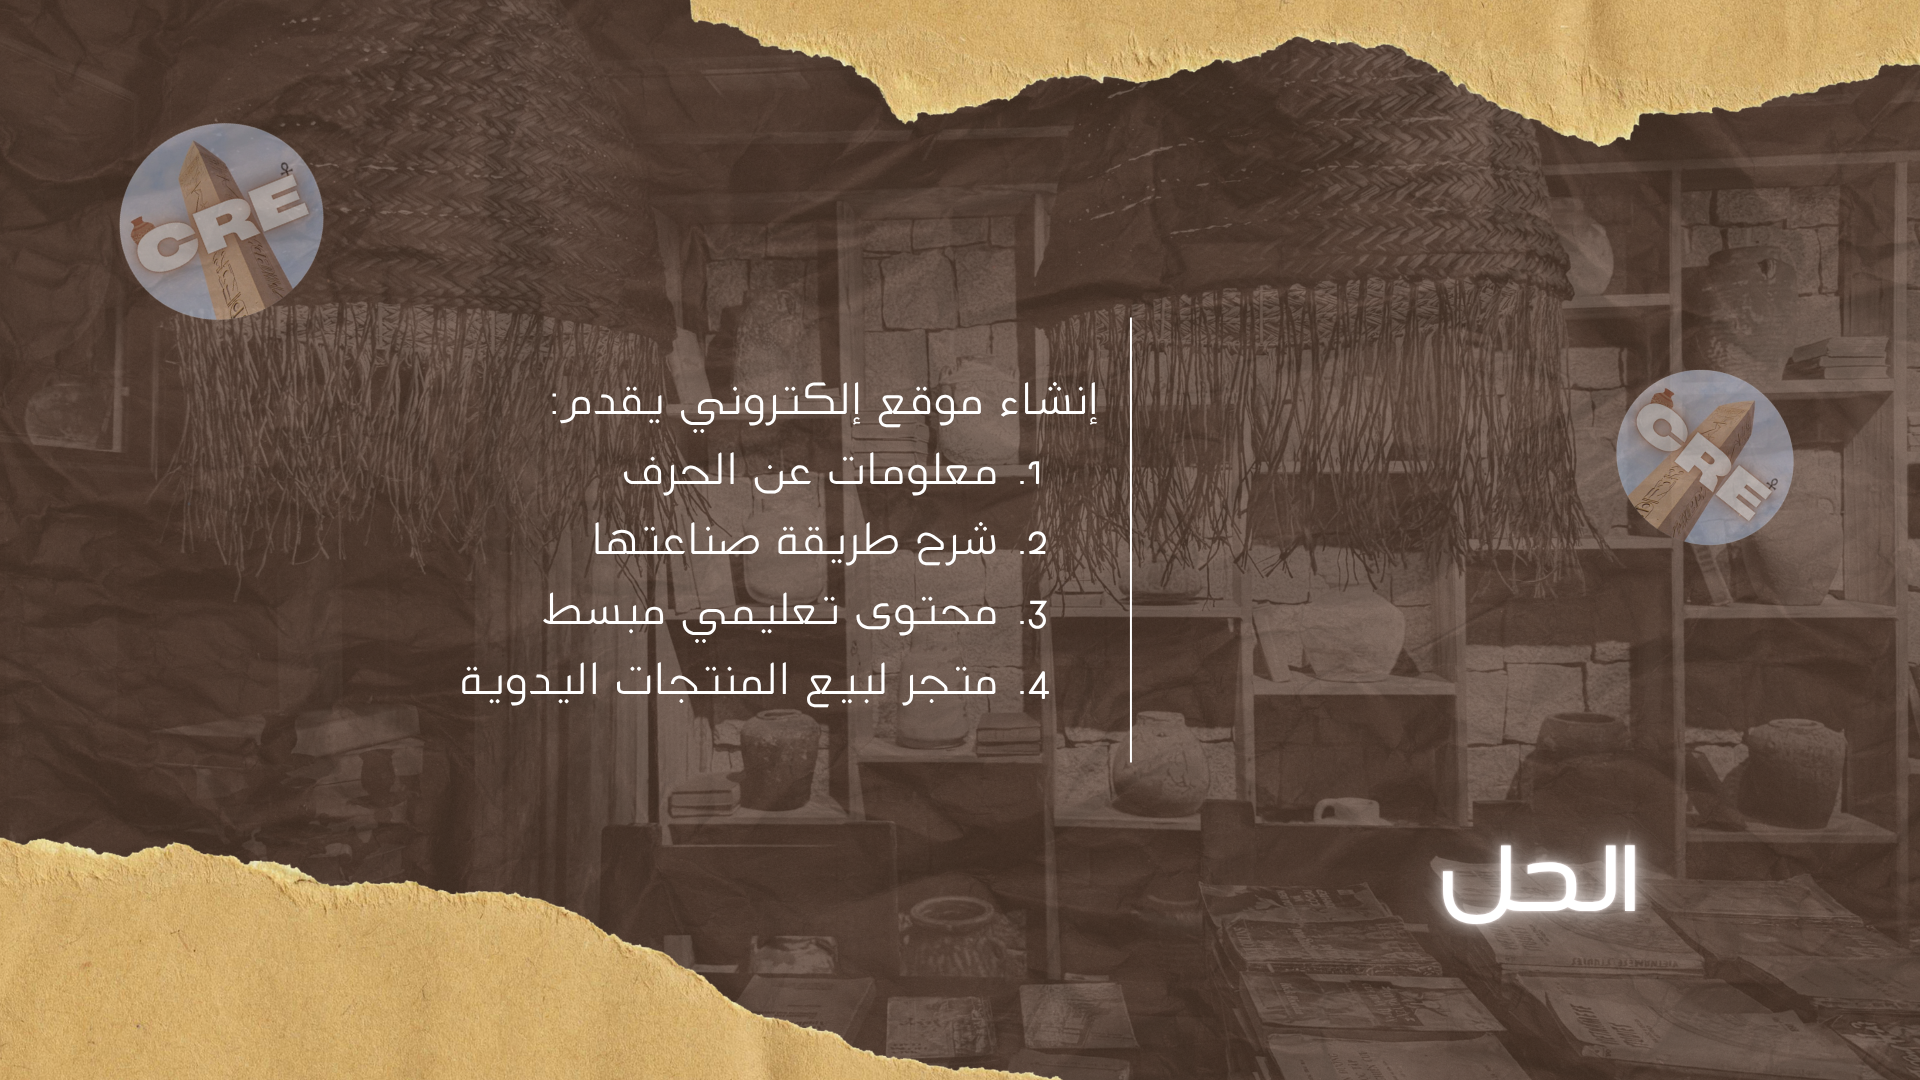 CRE
إنشاء موقع إلكتروني يقدم:
1. معلومات عن الحرف
2. شرح طريقة صناعتها
3. محتوى تعليمي مبسط
4. متجر لبيع المنتجات اليدوية
CRE
الحل